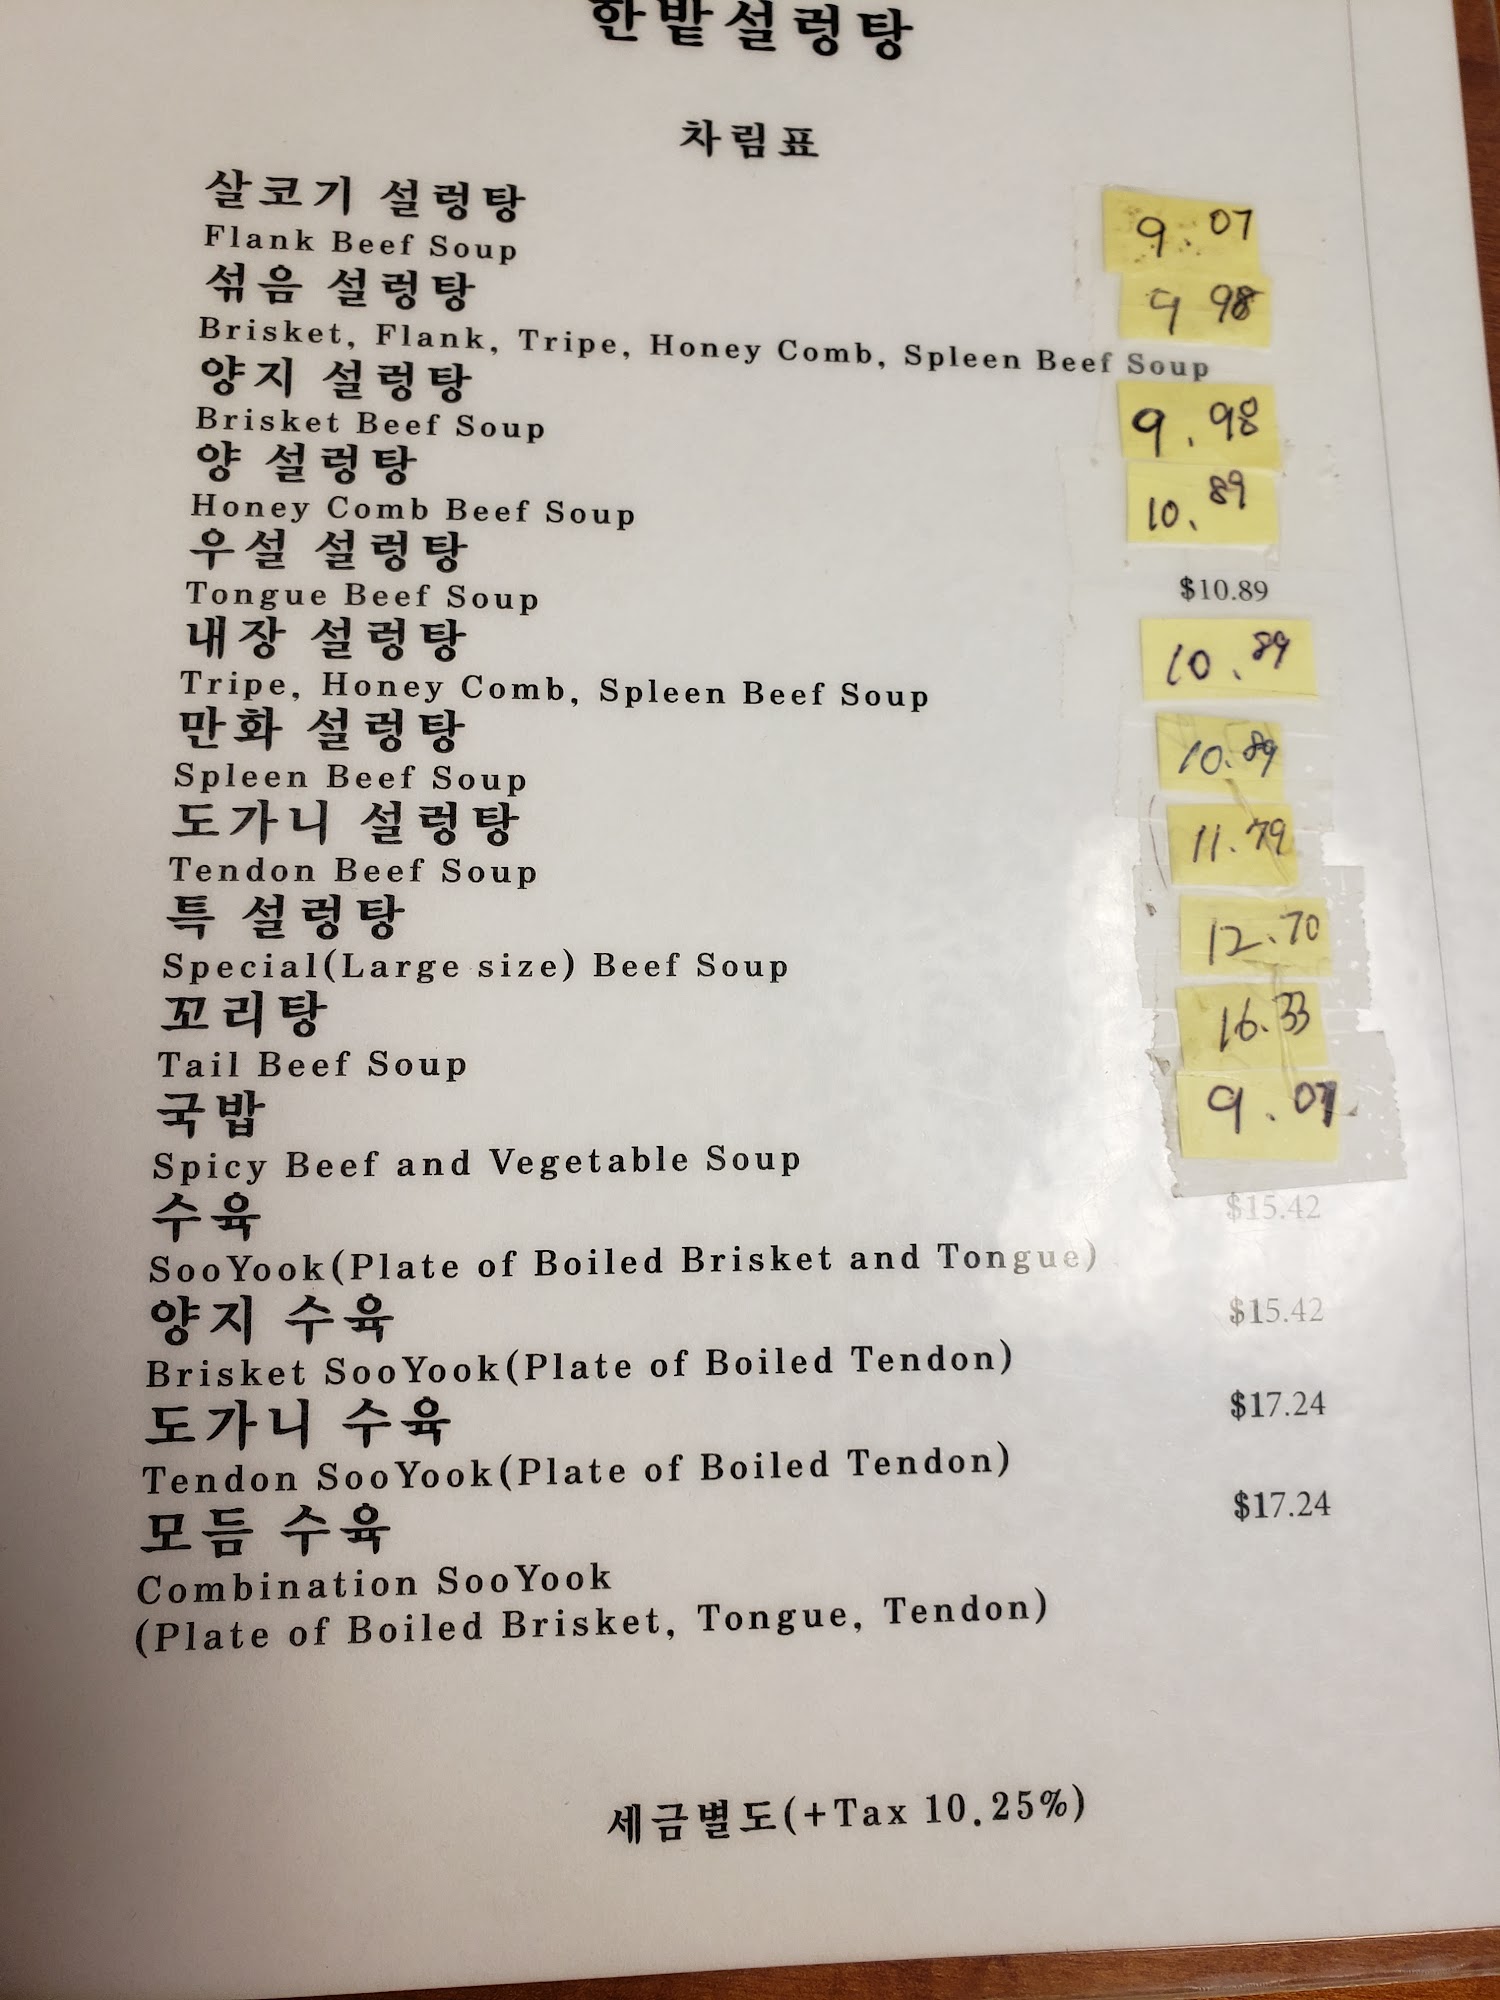 한밭설렁탕
차림표
살코기 설렁탕 9.07
Flank Beef Soup
섞음 설렁탕 9 98
Brisket, Flank, Tripe, Honey Comb, Spleen Beef Soup
양지 설렁탕 9.98
Brisket Beef Soup
양 설렁탕 10.89
Honey Comb Beef Soup
우설 설렁탕 $10.89
Tongue Beef Soup
내장 설렁탕 10.89
Tripe, Honey Comb, Spleen Beef Soup
만화 설렁탕 10.89
Spleen Beef Soup
도가니 설렁탕 11.79
Tendon Beef Soup
특 설렁탕 12.70
Special(Large size) Beef Soup
꼬리탕 16.33
Tail Beef Soup
국밥 9.07
Spicy Beef and Vegetable Soup
수육 $15.42
SooYook(Plate of Boiled Brisket and Tongue)
양지 수육 $15.42
Brisket SooYook(Plate of Boiled Tendon)
도가니 수육 $17.24
Tendon SooYook(Plate of Boiled Tendon)
모듬 수육 $17.24
Combination SooYook
(Plate of Boiled Brisket, Tongue, Tendon)
세금별도(+Tax 10.25%)